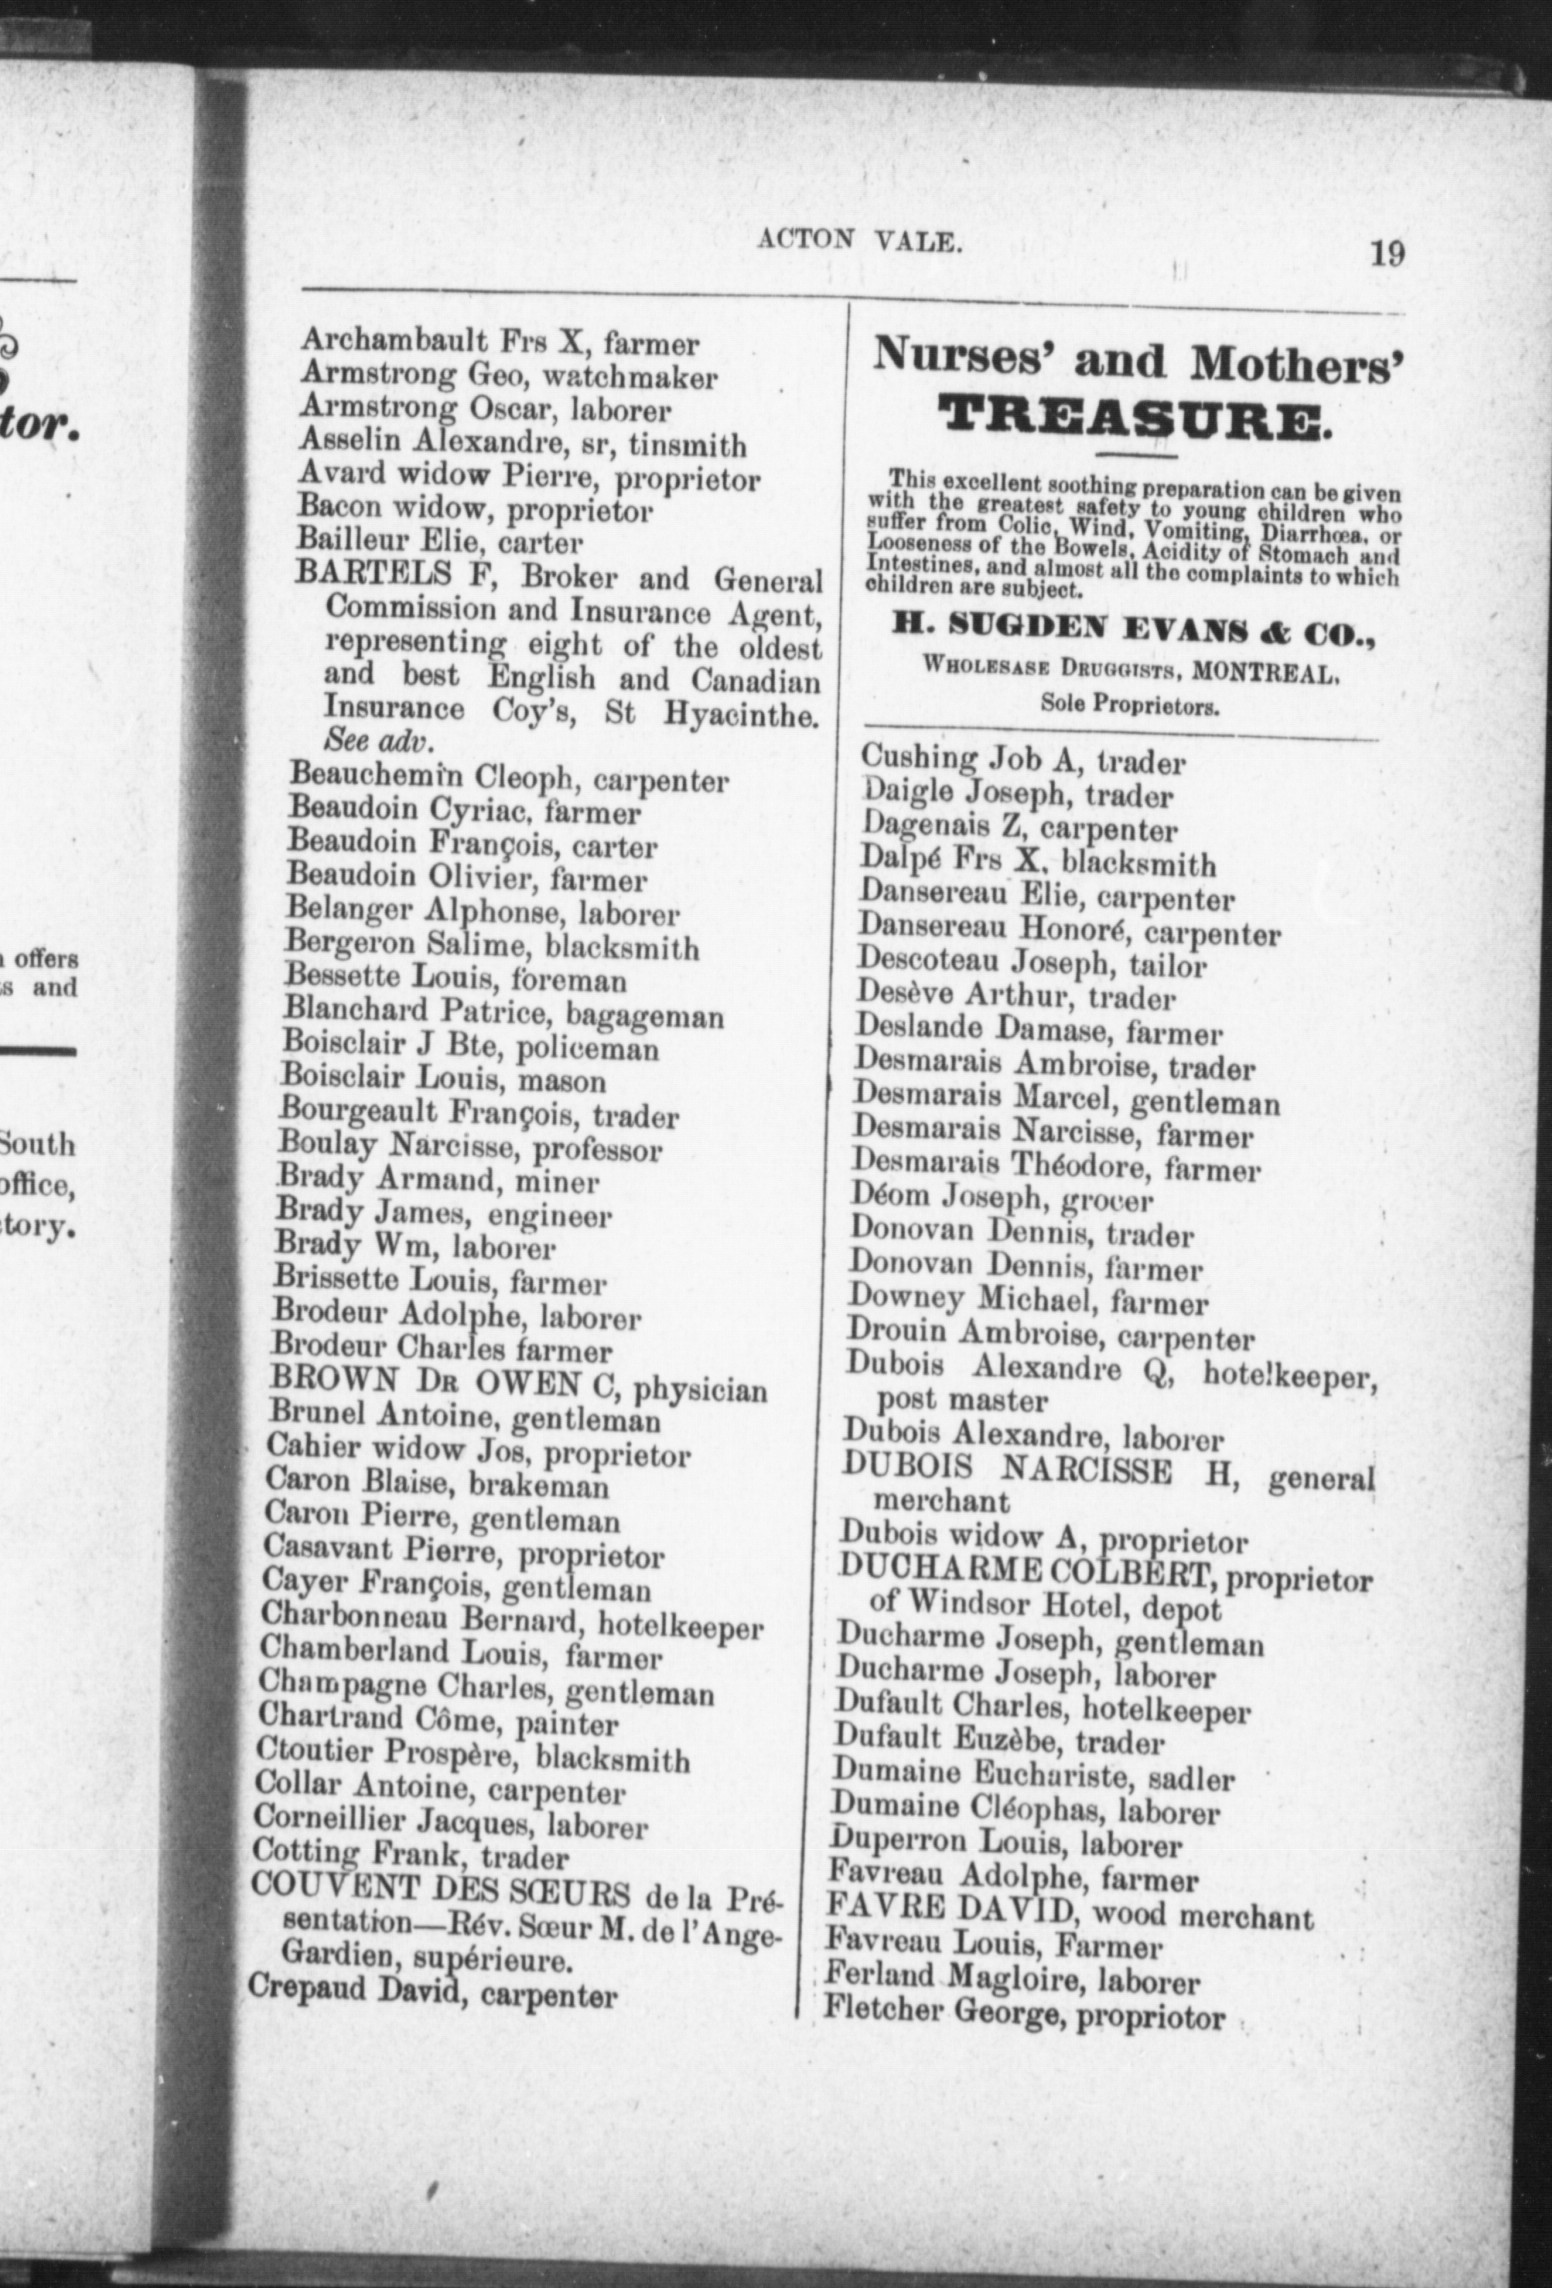 tor.
offers
and
South
office,
tory.
ACTON VALE.
19
Archambault Frs X, farmer
Armstrong Geo, watchmaker
Armstrong Oscar, laborer
Asselin Alexandre, sr, tinsmith
Avard widow Pierre, proprietor
Bacon widow, proprietor
Bailleur Elie, carter
BARTELS F, Broker and General
Commission and Insurance Agent,
representing eight of the oldest
and best English and Canadian
Insurance Coy's, St Hyacinthe.
See adv.
Beauchemin Cleoph, carpenter
Beaudoin Cyriac, farmer
Beaudoin François, carter
Beaudoin Olivier, farmer
Belanger Alphonse, laborer
Bergeron Salime, blacksmith
Bessette Louis, foreman
Blanchard Patrice, bagageman
Boisclair J Bte, policeman
Boisclair Louis, mason
Bourgeault François, trader
Boulay Narcisse, professor
Brady Armand, miner
Brady James, engineer
Brady Wm, laborer
Brissette Louis, farmer
Brodeur Adolphe, laborer
Brodeur Charles farmer
BROWN DR OWEN C, physician
Brunel Antoine, gentleman
Cahier widow Jos, proprietor
Caron Blaise, brakeman
Caron Pierre, gentleman
Casavant Pierre, proprietor
Cayer François, gentleman
Charbonneau Bernard, hotelkeeper
Chamberland Louis, farmer
Champagne Charles, gentleman
Chartrand Côme, painter
Ctoutier Prospère, blacksmith
Collar Antoine, carpenter
Corneillier Jacques, laborer
Cotting Frank, trader
COUVENT DES SŒURS de la Pré-
sentation—Rév. Sœur M. de l'Ange-
Gardien, supérieure.
Crepaud David, carpenter
Nurses' and Mothers'
TREASURE.
This excellent soothing preparation can be given
with the greatest safety to young children who
suffer from Colic, Wind, Vomiting, Diarrhœa, or
Looseness of the Bowels, Acidity of Stomach and
Intestines, and almost all the complaints to which
children are subject.
H. SUGDEN EVANS & CO.,
WHOLESASE DRUGGISTS, MONTREAL,
Sole Proprietors.
Cushing Job A, trader
Daigle Joseph, trader
Dagenais Z, carpenter
Dalpé Frs X, blacksmith
Dansereau Elie, carpenter
Dansereau Honoré, carpenter
Descoteau Joseph, tailor
Desève Arthur, trader
Deslande Damase, farmer
Desmarais Ambroise, trader
Desmarais Marcel, gentleman
Desmarais Narcisse, farmer
Desmarais Théodore, farmer
Déom Joseph, grocer
Donovan Dennis, trader
Donovan Dennis, farmer
Downey Michael, farmer
Drouin Ambroise, carpenter
Dubois Alexandre Q, hotelkeeper,
post master
Dubois Alexandre, laborer
DUBOIS NARCISSE H, general
merchant
Dubois widow A, proprietor
DUCHARME COLBERT, proprietor
of Windsor Hotel, depot
Ducharme Joseph, gentleman
Ducharme Joseph, laborer
Dufault Charles, hotelkeeper
Dufault Euzèbe, trader
Dumaine Euchariste, sadler
Dumaine Cléophas, laborer
Duperron Louis, laborer
Favreau Adolphe, farmer
FAVRE DAVID, wood merchant
Favreau Louis, Farmer
Ferland Magloire, laborer
Fletcher George, propriotor